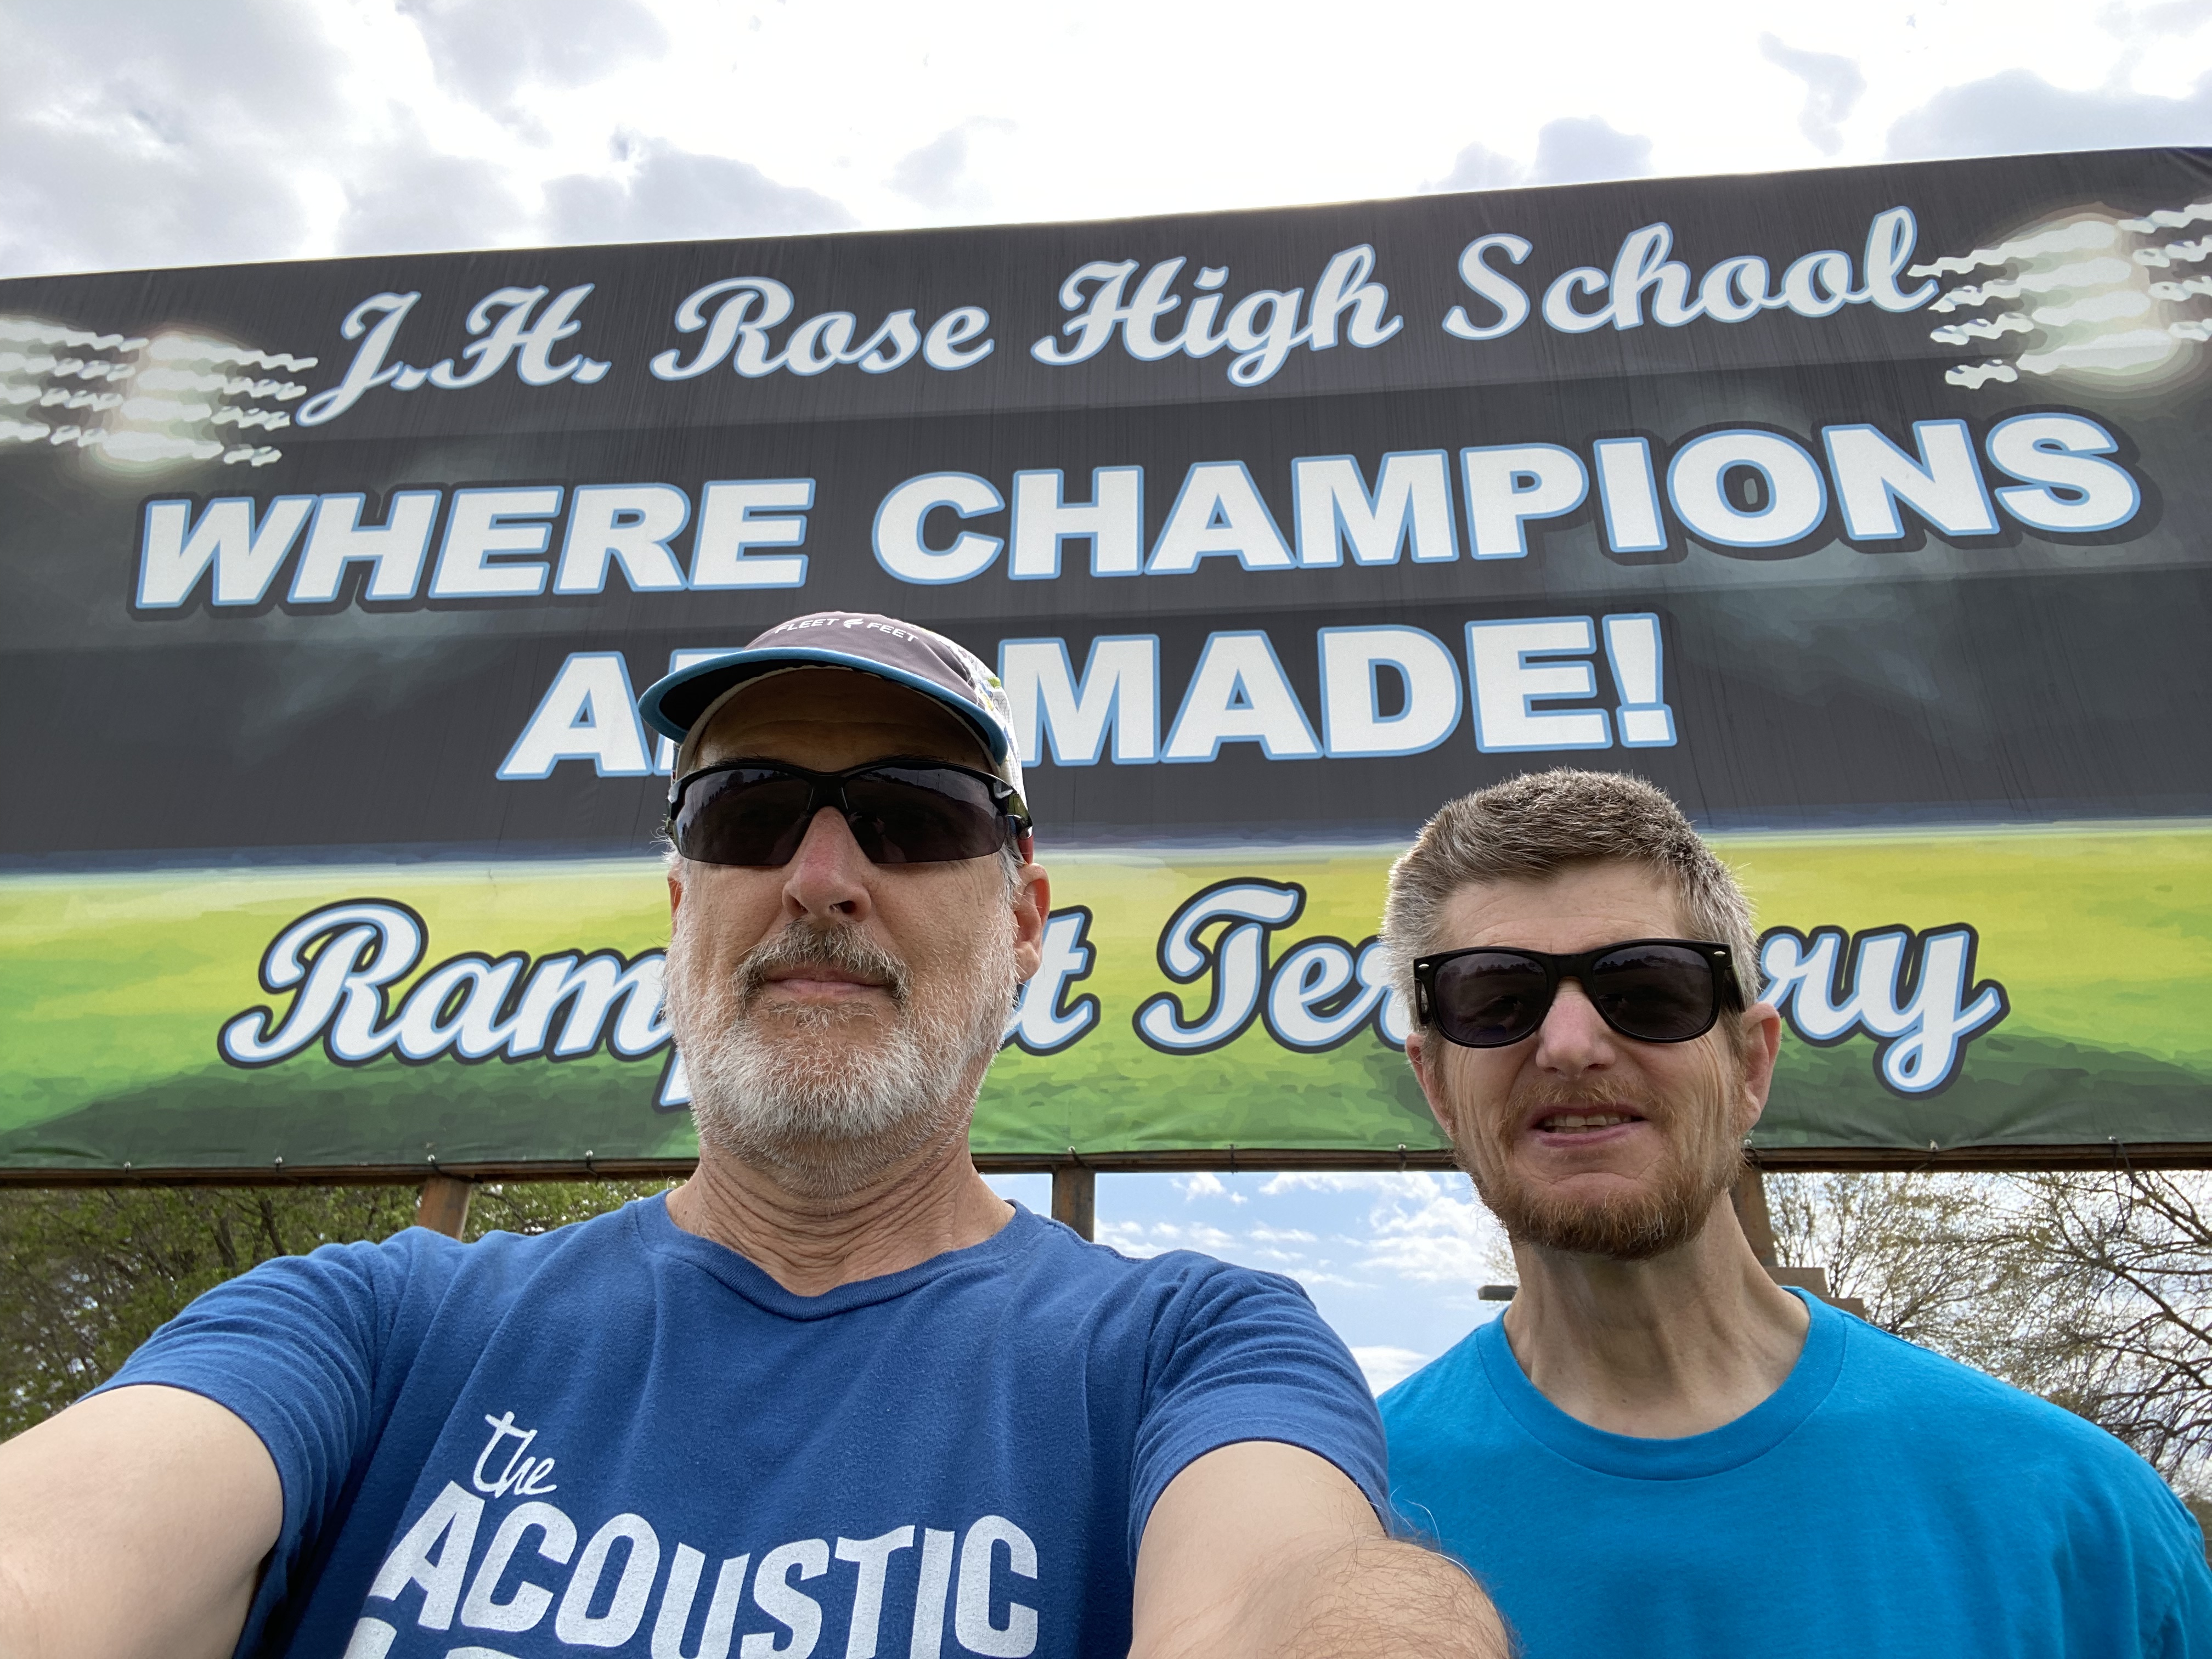 J.H. Rose High School
WHERE CHAMPIONS
MADE!
FLEET FEET
the
ACOUSTIC